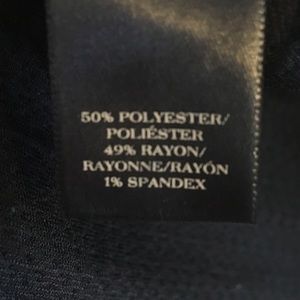 50% POLYESTER/
POLIÉSTER
49% RAYON/
RAYONNE/RAYÓN
1% SPANDEX